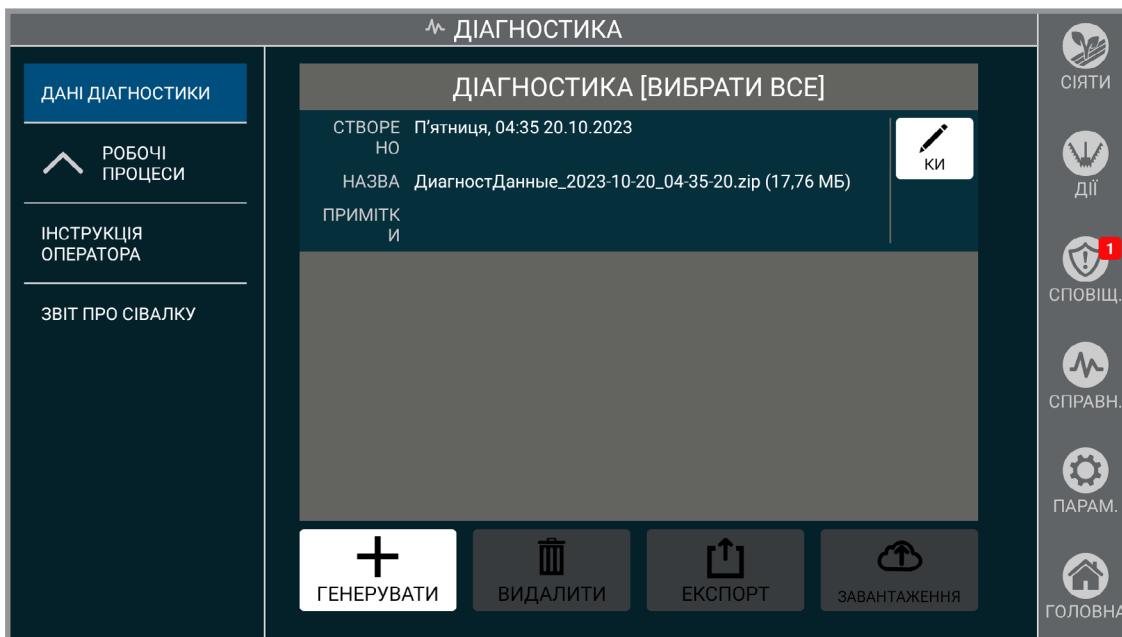 ДІАГНОСТИКА
ДАНІ ДІАГНОСТИКИ
РОБОЧІ
ПРОЦЕСИ
ІНСТРУКЦІЯ
ОПЕРАТОРА
ЗВІТ ПРО СІВАЛКУ
ДІАГНОСТИКА [ВИБРАТИ ВСЕ]
СТВОРЕ П’ятниця, 04:35 20.10.2023
НО
НАЗВА ДиагностДанные_2023-10-20_04-35-20.zip (17,76 МБ)
ПРИМІТК
И
КИ
ГЕНЕРУВАТИ
ВИДАЛИТИ
ЕКСПОРТ
ЗАВАНТАЖЕННЯ
СІЯТИ
ДІЇ
1
СПОВІЩ.
СПРАВН.
ПАРАМ.
ГОЛОВНА